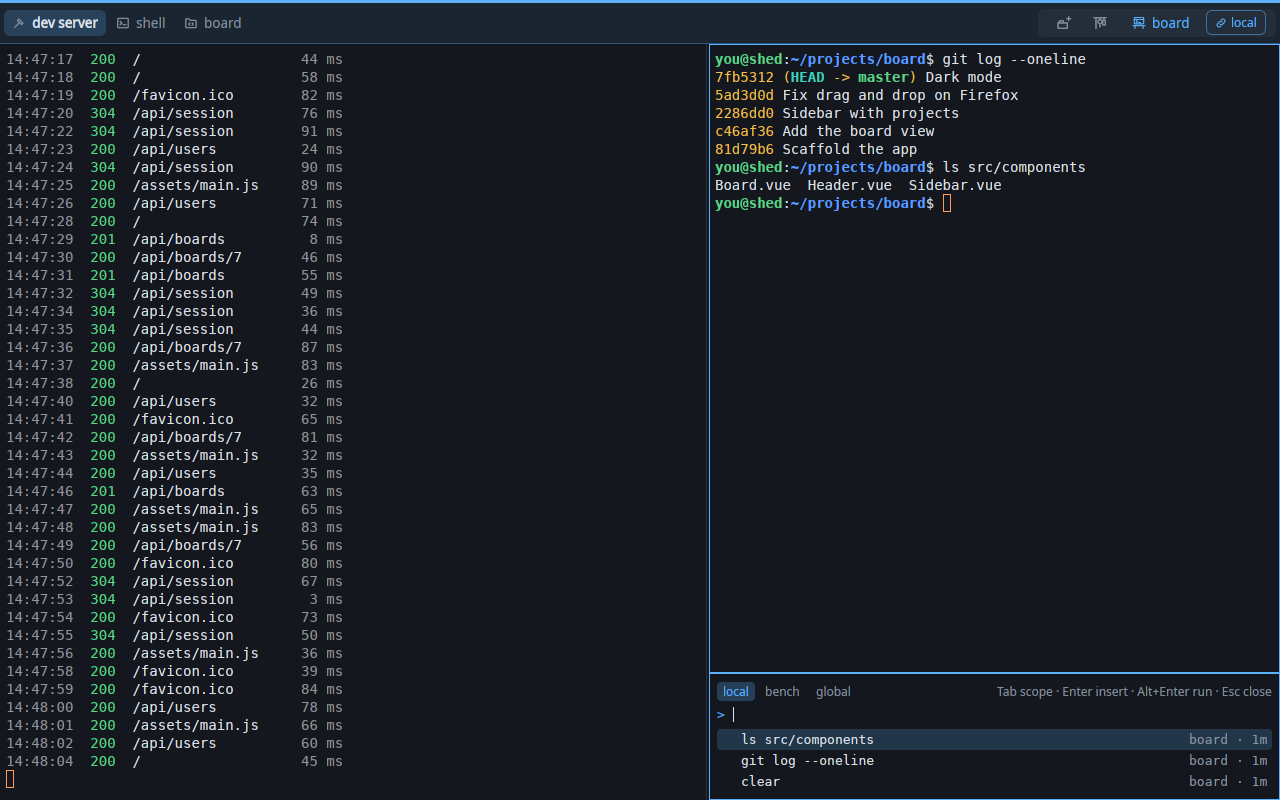 dev server shell board board local
14:47:17 200 / 44 ms
14:47:18 200 / 58 ms
14:47:19 200 /favicon.ico 82 ms
14:47:20 304 /api/session 76 ms
14:47:22 304 /api/session 91 ms
14:47:23 200 /api/users 24 ms
14:47:24 304 /api/session 90 ms
14:47:25 200 /assets/main.js 89 ms
14:47:26 200 /api/users 71 ms
14:47:28 200 / 74 ms
14:47:29 201 /api/boards 8 ms
14:47:30 200 /api/boards/7 46 ms
14:47:31 201 /api/boards 55 ms
14:47:32 304 /api/session 49 ms
14:47:34 304 /api/session 36 ms
14:47:35 304 /api/session 44 ms
14:47:36 200 /api/boards/7 87 ms
14:47:37 200 /assets/main.js 83 ms
14:47:38 200 / 26 ms
14:47:40 200 /api/users 32 ms
14:47:41 200 /favicon.ico 65 ms
14:47:42 200 /api/boards/7 81 ms
14:47:43 200 /assets/main.js 32 ms
14:47:44 200 /api/users 35 ms
14:47:46 201 /api/boards 63 ms
14:47:47 200 /assets/main.js 65 ms
14:47:48 200 /assets/main.js 83 ms
14:47:49 200 /api/boards/7 56 ms
14:47:50 200 /favicon.ico 80 ms
14:47:52 304 /api/session 67 ms
14:47:53 304 /api/session 3 ms
14:47:54 200 /favicon.ico 73 ms
14:47:55 304 /api/session 50 ms
14:47:56 200 /assets/main.js 36 ms
14:47:58 200 /favicon.ico 39 ms
14:47:59 200 /favicon.ico 84 ms
14:48:00 200 /api/users 78 ms
14:48:01 200 /assets/main.js 66 ms
14:48:02 200 /api/users 60 ms
14:48:04 200 / 45 ms
you@shed:~/projects/board$ git log --oneline
7fb5312 (HEAD -> master) Dark mode
5ad3d0d Fix drag and drop on Firefox
2286dd0 Sidebar with projects
c46af36 Add the board view
81d79b6 Scaffold the app
you@shed:~/projects/board$ ls src/components
Board.vue Header.vue Sidebar.vue
you@shed:~/projects/board$
local bench global Tab scope · Enter insert · Alt+Enter run · Esc close
>
ls src/components board · 1m
git log --oneline board · 1m
clear board · 1m